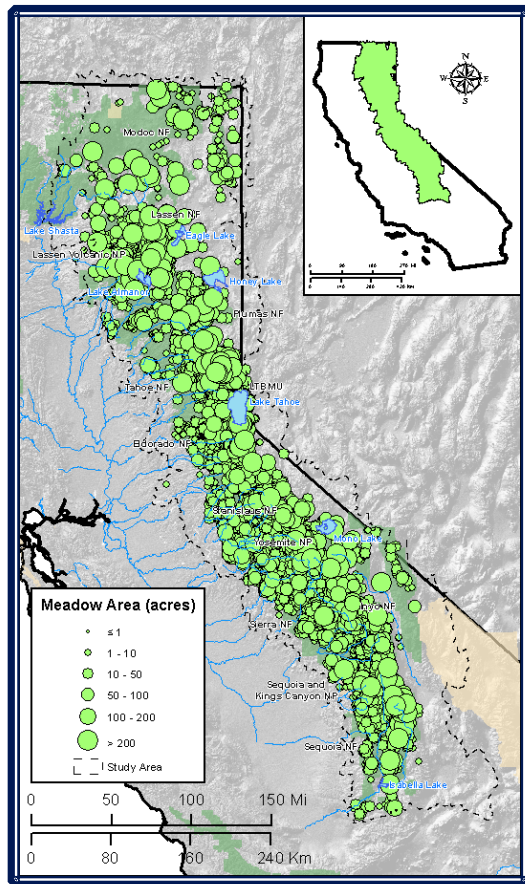 N
W
E
S
0
50
100
150 Mi
0
80
160
240 Km
Modoc NF
Lassen NF
Lake Shasta
Eagle Lake
Lassen Volcanic NP
Lake Almanor
Honey Lake
Plumas NF
Tahoe NF
LTBMU
Lake Tahoe
Eldorado NF
Stanislaus NF
Mono Lake
Yosemite NP
nyo NF
Sierra NF
Sequoia and
Kings Canyon NP
Sequoia NF
Isabella Lake
Meadow Area (acres)
≤ 1
1 - 10
10 - 50
50 - 100
100 - 200
> 200
Study Area